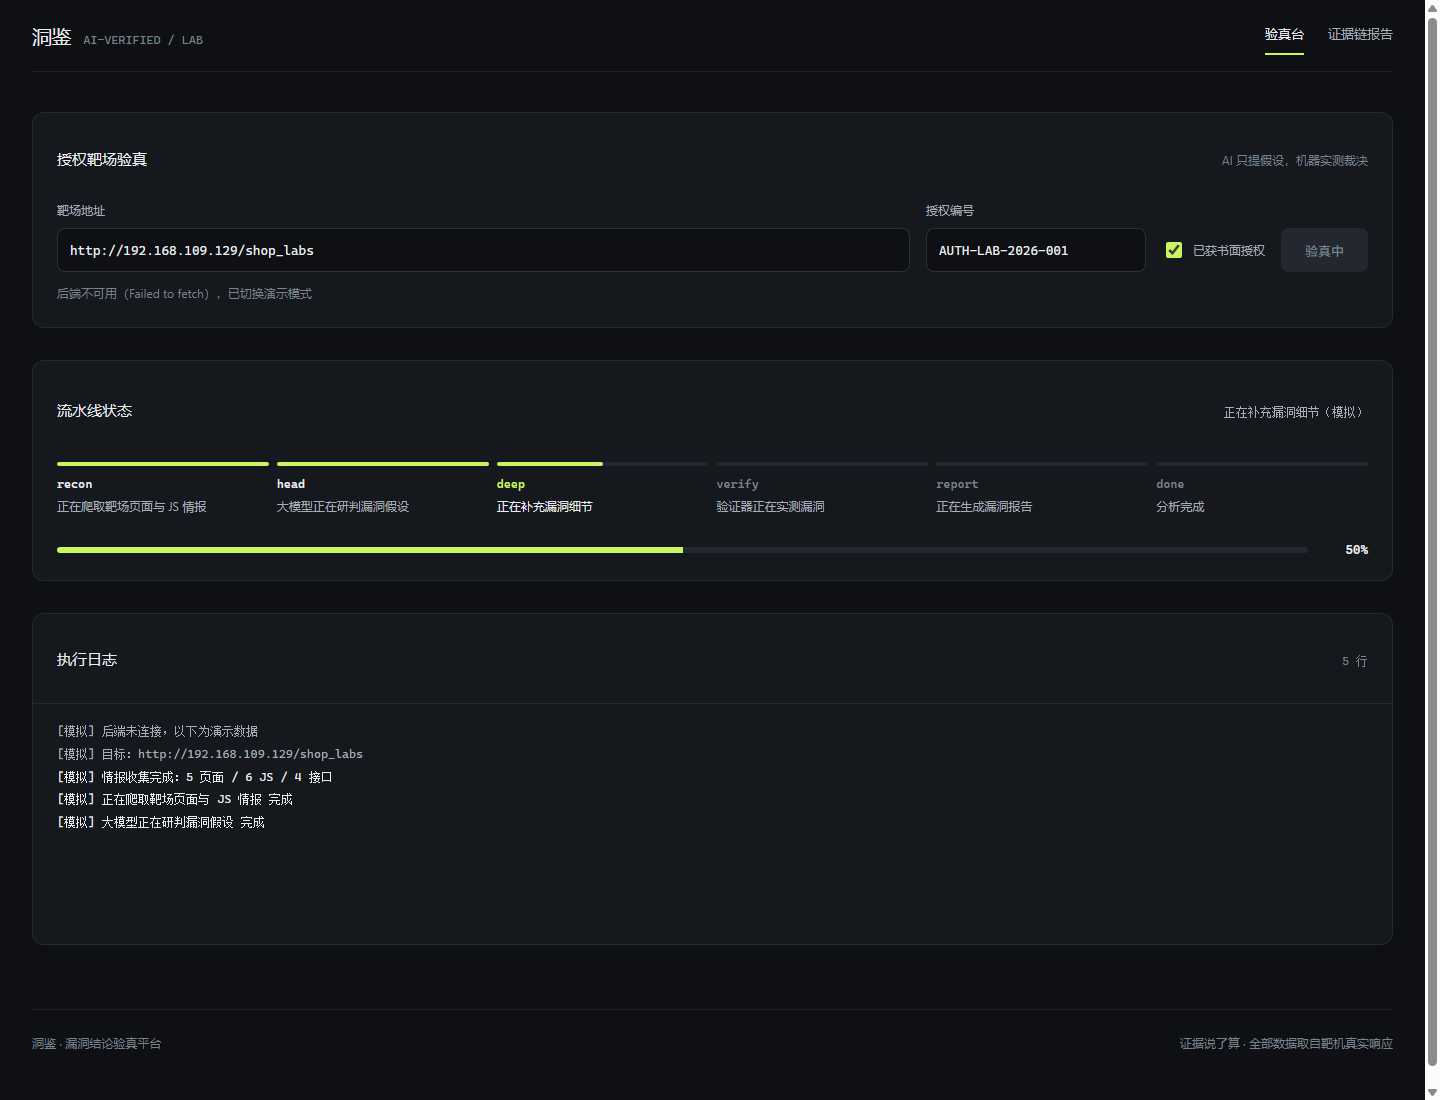 洞鉴 AI-VERIFIED / LAB
验真台 证据链报告
授权靶场验真
AI 只提假设，机器实测裁决
靶场地址
授权编号
http://192.168.109.129/shop_labs
AUTH-LAB-2026-001
已获书面授权
验真中
后端不可用（Failed to fetch），已切换演示模式
流水线状态
正在补充漏洞细节（模拟）
recon
正在爬取靶场页面与 JS 情报
head
大模型正在研判漏洞假设
deep
正在补充漏洞细节
verify
验证器正在实测漏洞
report
正在生成漏洞报告
done
分析完成
50%
执行日志
5 行
[模拟] 后端未连接，以下为演示数据
[模拟] 目标: http://192.168.109.129/shop_labs
[模拟] 情报收集完成: 5 页面 / 6 JS / 4 接口
[模拟] 正在爬取靶场页面与 JS 情报 完成
[模拟] 大模型正在研判漏洞假设 完成
洞鉴 · 漏洞结论验真平台
证据说了算 · 全部数据取自靶机真实响应